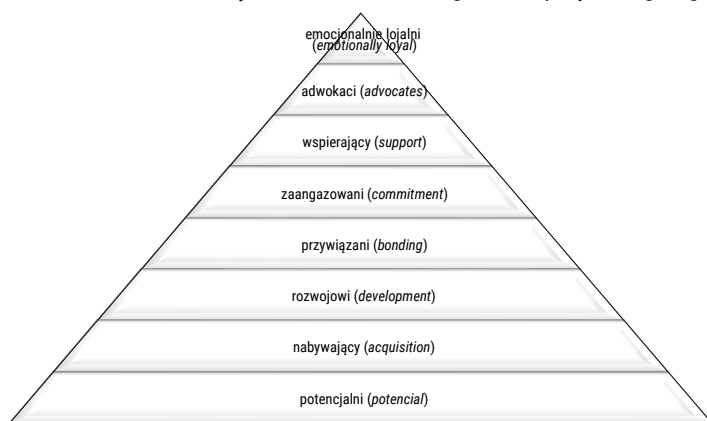 emocjonalnie lojalni
(emotionally loyal)
adwokaci (advocates)
wspierający (support)
zaangazowani (commitment)
przywiązani (bonding)
rozwojowi (development)
nabywający (acquisition)
potencjalni (potencial)